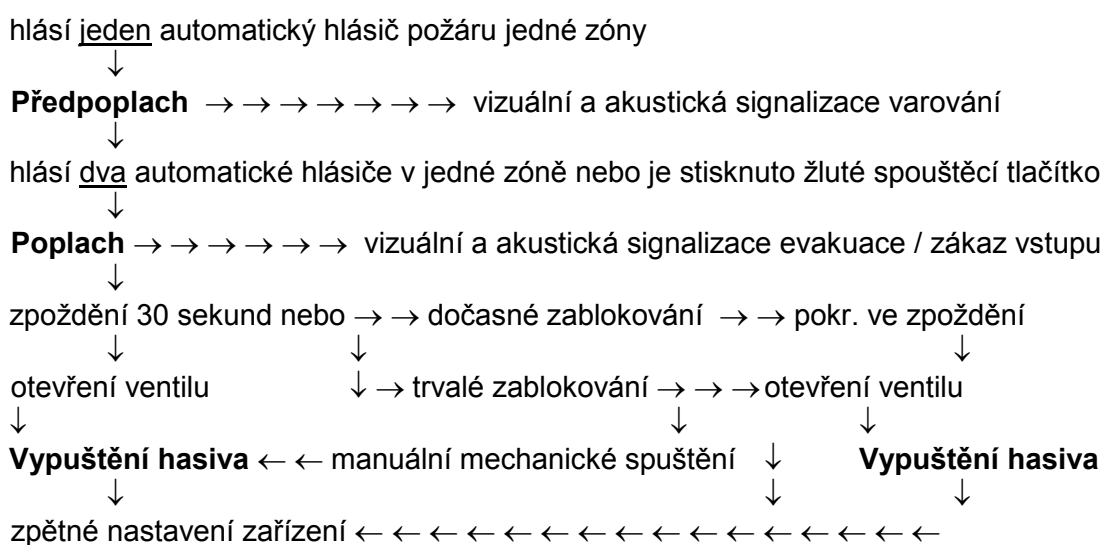 hlásí jeden automatický hlásič požáru jedné zóny
↓
Předpoplach → → → → → → → vizuální a akustická signalizace varování
↓
hlásí dva automatické hlásiče v jedné zóně nebo je stisknuto žluté spouštěcí tlačítko
↓
Poplach → → → → → → vizuální a akustická signalizace evakuace / zákaz vstupu
↓
zpoždění 30 sekund nebo → → dočasné zablokování → → pokr. ve zpoždění
↓ ↓ ↓
otevření ventilu ↓ → trvalé zablokování → → → otevření ventilu
↓ ↓ ↓
Vypuštění hasiva ← ← manuální mechanické spuštění ↓ Vypuštění hasiva
↓ ↓ ↓
zpětné nastavení zařízení ← ← ← ← ← ← ← ← ← ← ← ← ← ← ←